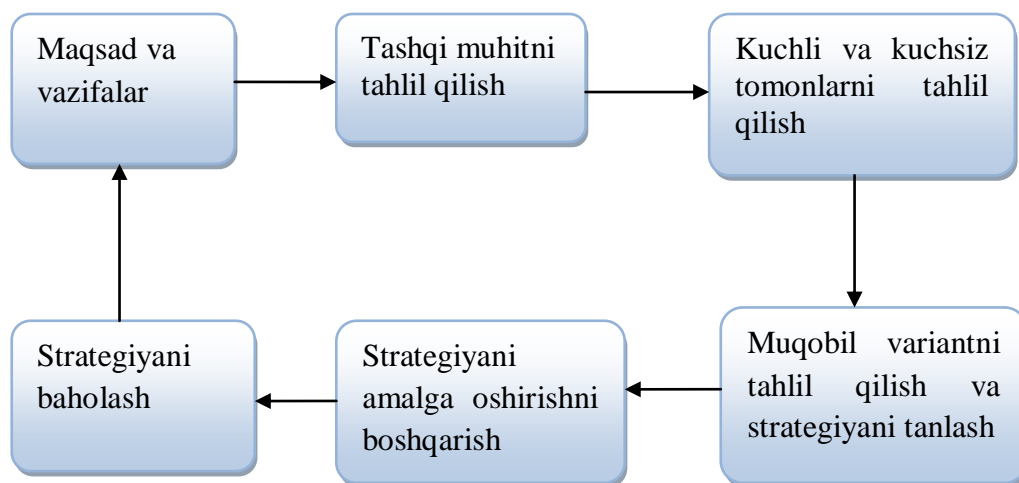 Maqsad va
vazifalar
Tashqi muhitni
tahlil qilish
Kuchli va kuchsiz
tomonlarni tahlil
qilish
Muqobil variantni
tahlil qilish va
strategiyani tanlash
Strategiyani
amalga oshirishni
boshqarish
Strategiyani
baholash